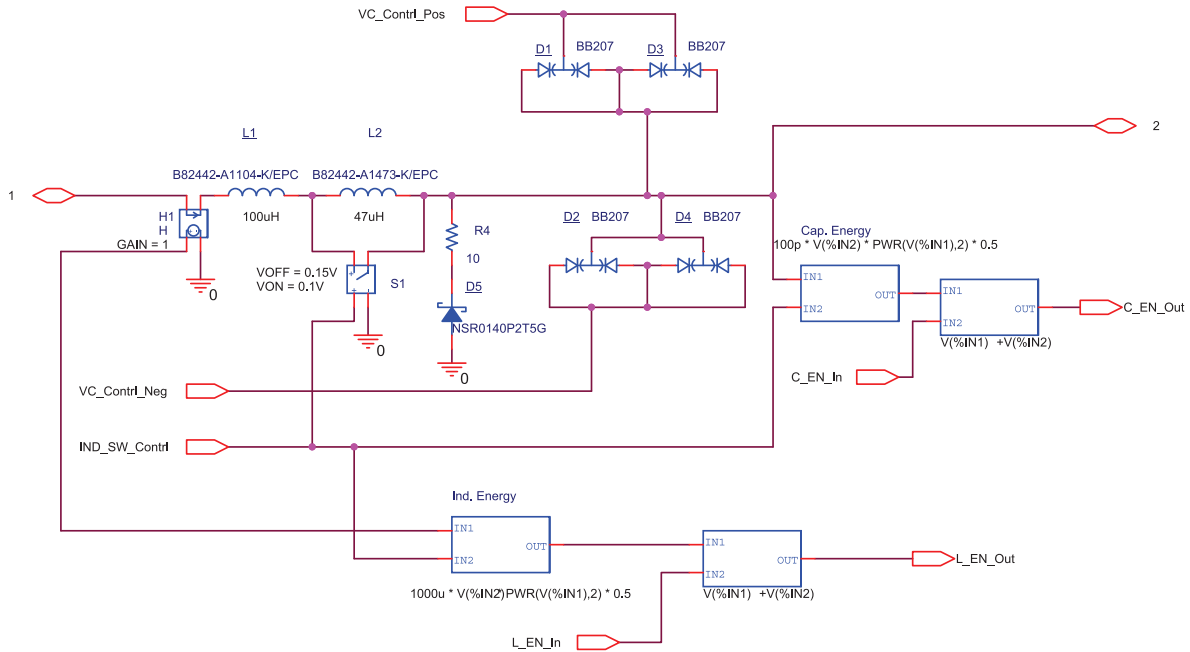 VC_Contrl_Pos
D1 BB207 D3 BB207
2
L1 L2
B82442-A1104-K/EPC B82442-A1473-K/EPC
1
100uH 47uH
H1
H
GAIN = 1
R4
10
D2 BB207 D4 BB207
Cap. Energy
100p * V(%IN2) * PWR(V(%IN1),2) * 0.5
IN1
OUT
IN2
IN1
OUT
IN2
C_EN_Out
V(%IN1) +V(%IN2)
VOFF = 0.15V
VON = 0.1V
S1
D5
NSR0140P2T5G
0
0
0
C_EN_In
VC_Contrl_Neg
IND_SW_Contrl
Ind. Energy
IN1
OUT
IN2
IN1
OUT
IN2
L_EN_Out
1000u * V(%IN2)*PWR(V(%IN1),2) * 0.5
V(%IN1) +V(%IN2)
L_EN_In